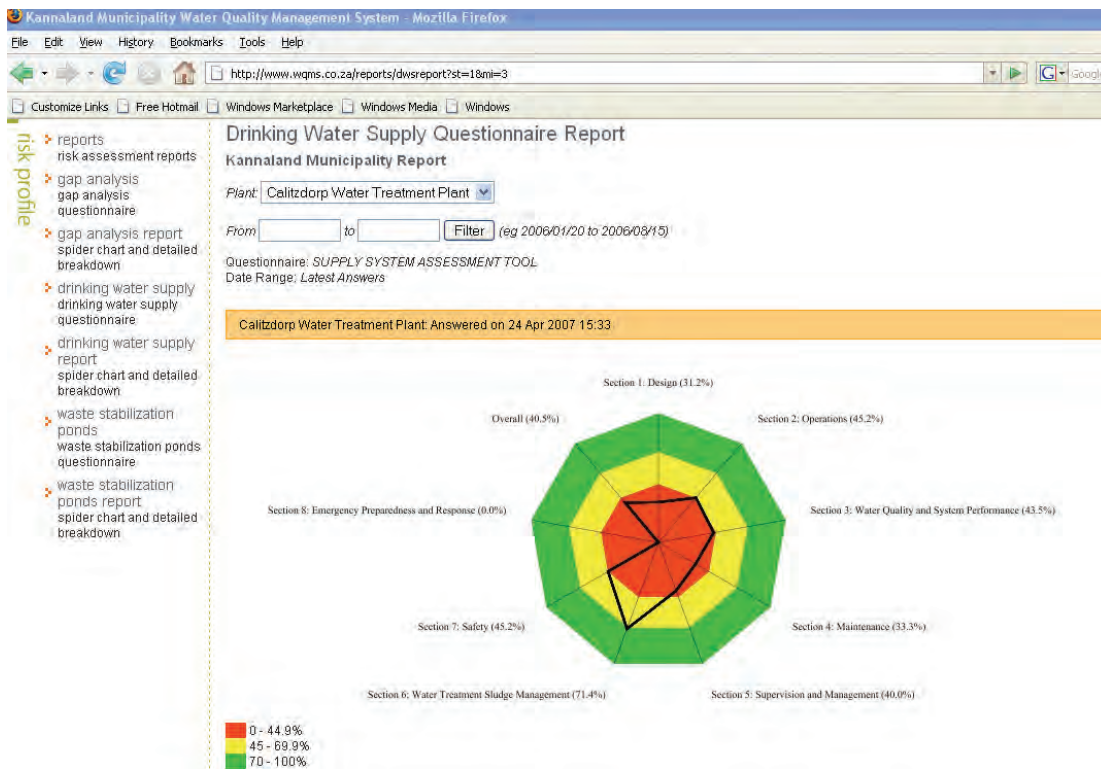 Kannaland Municipality Water Quality Management System - Mozilla Firefox
File Edit View History Bookmarks Tools Help
http://www.wqms.co.za/reports/dwsreport?st=1&mi=3
G Google
Customize Links Free Hotmail Windows Marketplace Windows Media Windows
risk profile
reports
risk assessment reports
gap analysis
gap analysis
questionnaire
gap analysis report
spider chart and detailed
breakdown
drinking water supply
drinking water supply
questionnaire
drinking water supply
report
spider chart and detailed
breakdown
waste stabilization
ponds
waste stabilization ponds
questionnaire
waste stabilization
ponds report
spider chart and detailed
breakdown
Drinking Water Supply Questionnaire Report
Kannaland Municipality Report
Plant: Calitzdorp Water Treatment Plant
From to Filter (eg 2006/01/20 to 2006/08/15)
Questionnaire: SUPPLY SYSTEM ASSESSMENT TOOL
Date Range: Latest Answers
Calitzdorp Water Treatment Plant: Answered on 24 Apr 2007 15:33
Section 1: Design (31.2%)
Overall (40.5%)
Section 2: Operations (45.2%)
Section 8: Emergency Preparedness and Response (0.0%)
Section 3: Water Quality and System Performance (43.5%)
Section 7: Safety (45.2%)
Section 4: Maintenance (33.3%)
Section 6: Water Treatment Sludge Management (71.4%)
Section 5: Supervision and Management (40.0%)
0 - 44.9%
45 - 69.9%
70 - 100%